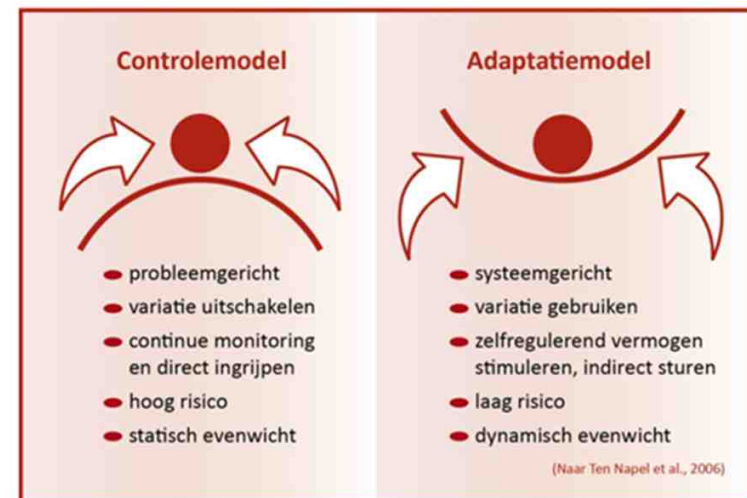 Controlemodel
probleemgericht
variatie uitschakelen
continue monitoring
en direct ingrijpen
hoog risico
statisch evenwicht
Adaptatiemodel
systeemgericht
variatie gebruiken
zelfregulerend vermogen
stimuleren, indirect sturen
laag risico
dynamisch evenwicht
(Naar Ten Napel et al., 2006)